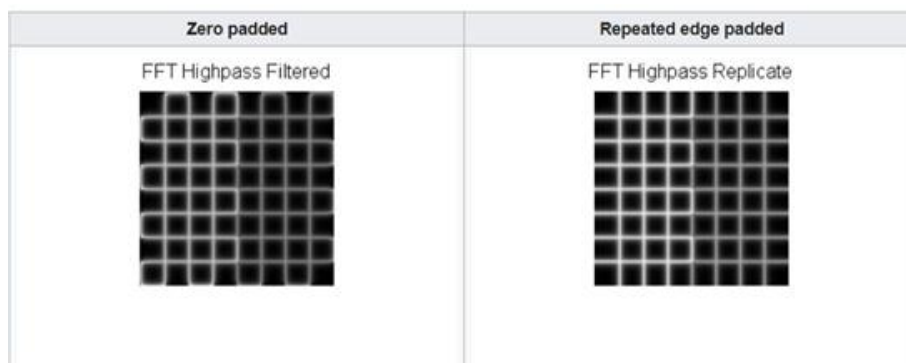 Zero padded
Repeated edge padded
FFT Highpass Filtered
FFT Highpass Replicate